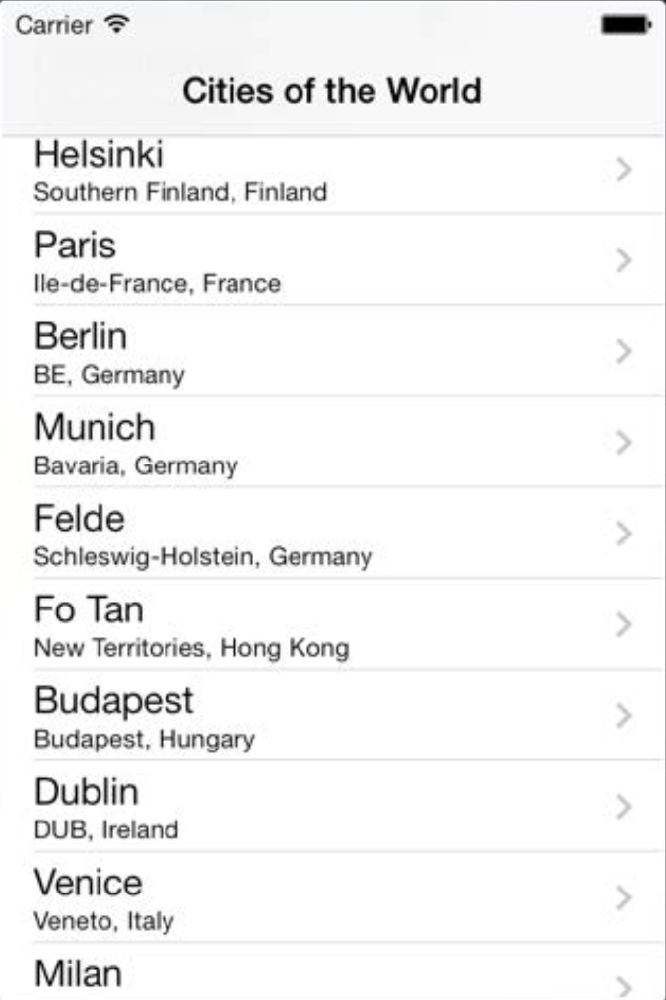 Carrier
Cities of the World
Helsinki
Southern Finland, Finland
Paris
Ile-de-France, France
Berlin
BE, Germany
Munich
Bavaria, Germany
Felde
Schleswig-Holstein, Germany
Fo Tan
New Territories, Hong Kong
Budapest
Budapest, Hungary
Dublin
DUB, Ireland
Venice
Veneto, Italy
Milan